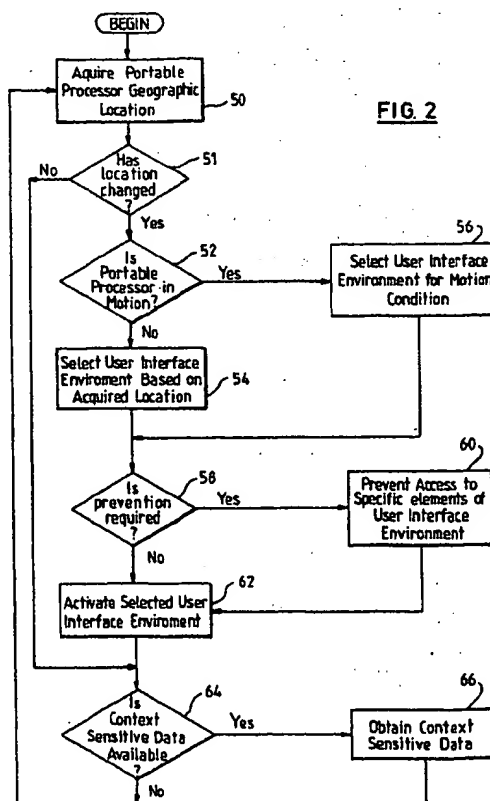 BEGIN
Acquire Portable
Processor Geographic
Location
50
FIG. 2
51
Has
location
changed
?
No
Yes
52
Is
Portable
Processor in
Motion?
Yes
No
56
Select User Interface
Environment for Motion
Condition
Select User Interface
Enviroment Based on
Acquired Location
54
58
Is
prevention
required
?
Yes
No
60
Prevent Access to
Specific elements of
User Interface
Environment
62
Activate Selected User
Interface Enviroment
64
Is
Context
Sensitive Data
Available
?
Yes
No
66
Obtain Context
Sensitive Data